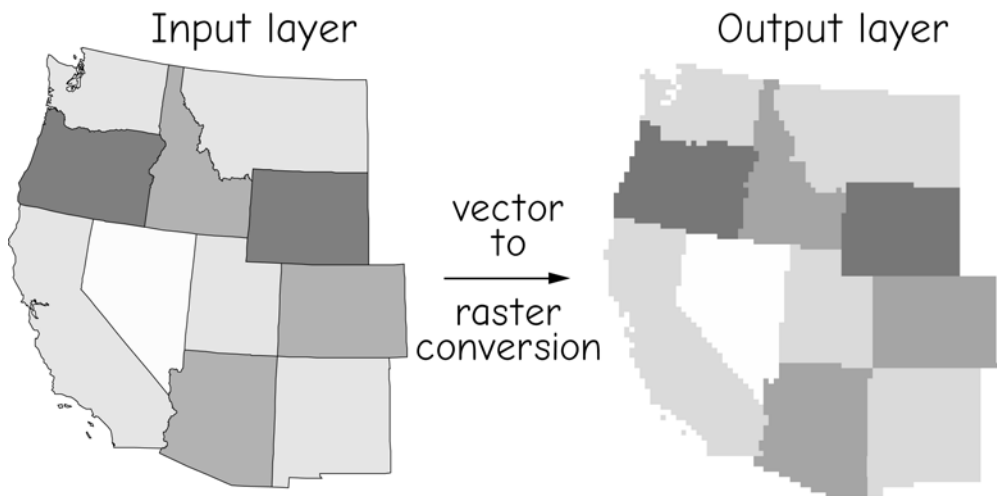 Input layer
Output layer
vector
to
raster
conversion